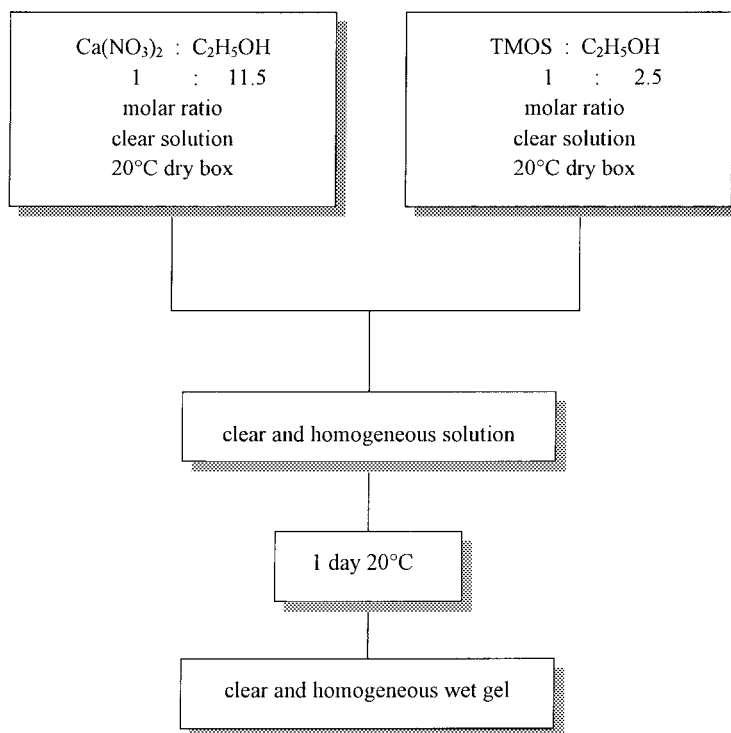 Ca(NO₃)₂ : C₂H₅OH
1 : 11.5
molar ratio
clear solution
20°C dry box
TMOS : C₂H₅OH
1 : 2.5
molar ratio
clear solution
20°C dry box
clear and homogeneous solution
1 day 20°C
clear and homogeneous wet gel